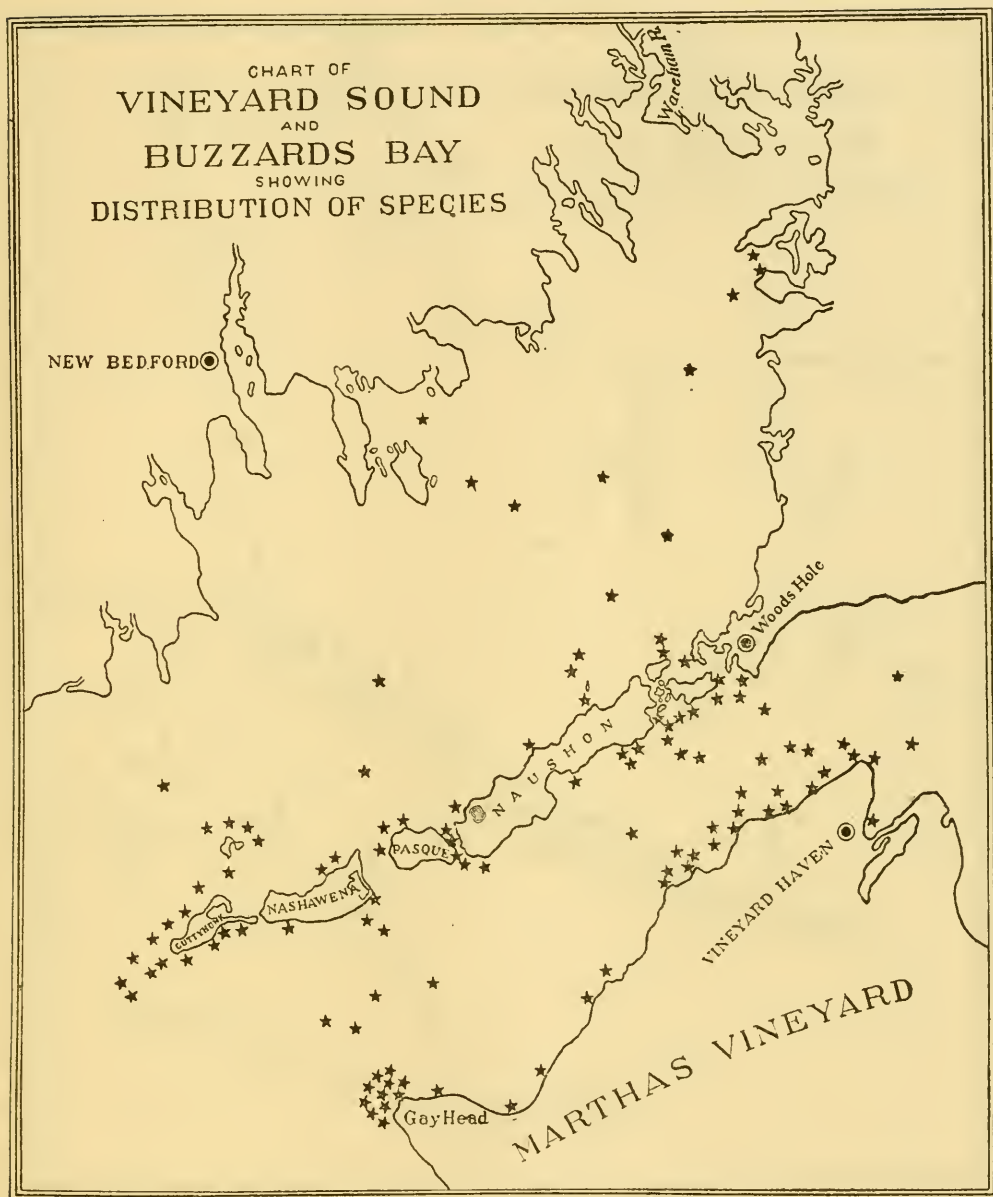 CHART OF
VINEYARD SOUND
AND
BUZZARDS BAY
SHOWING
DISTRIBUTION OF SPEQIES
Wareham R.
NEW BEDFORD
Woods Hole
NAUSHON
PASQUE
NASHAWENA
CUTTYHUNK
VINEYARD HAVEN
MARTHAS VINEYARD
Gay Head